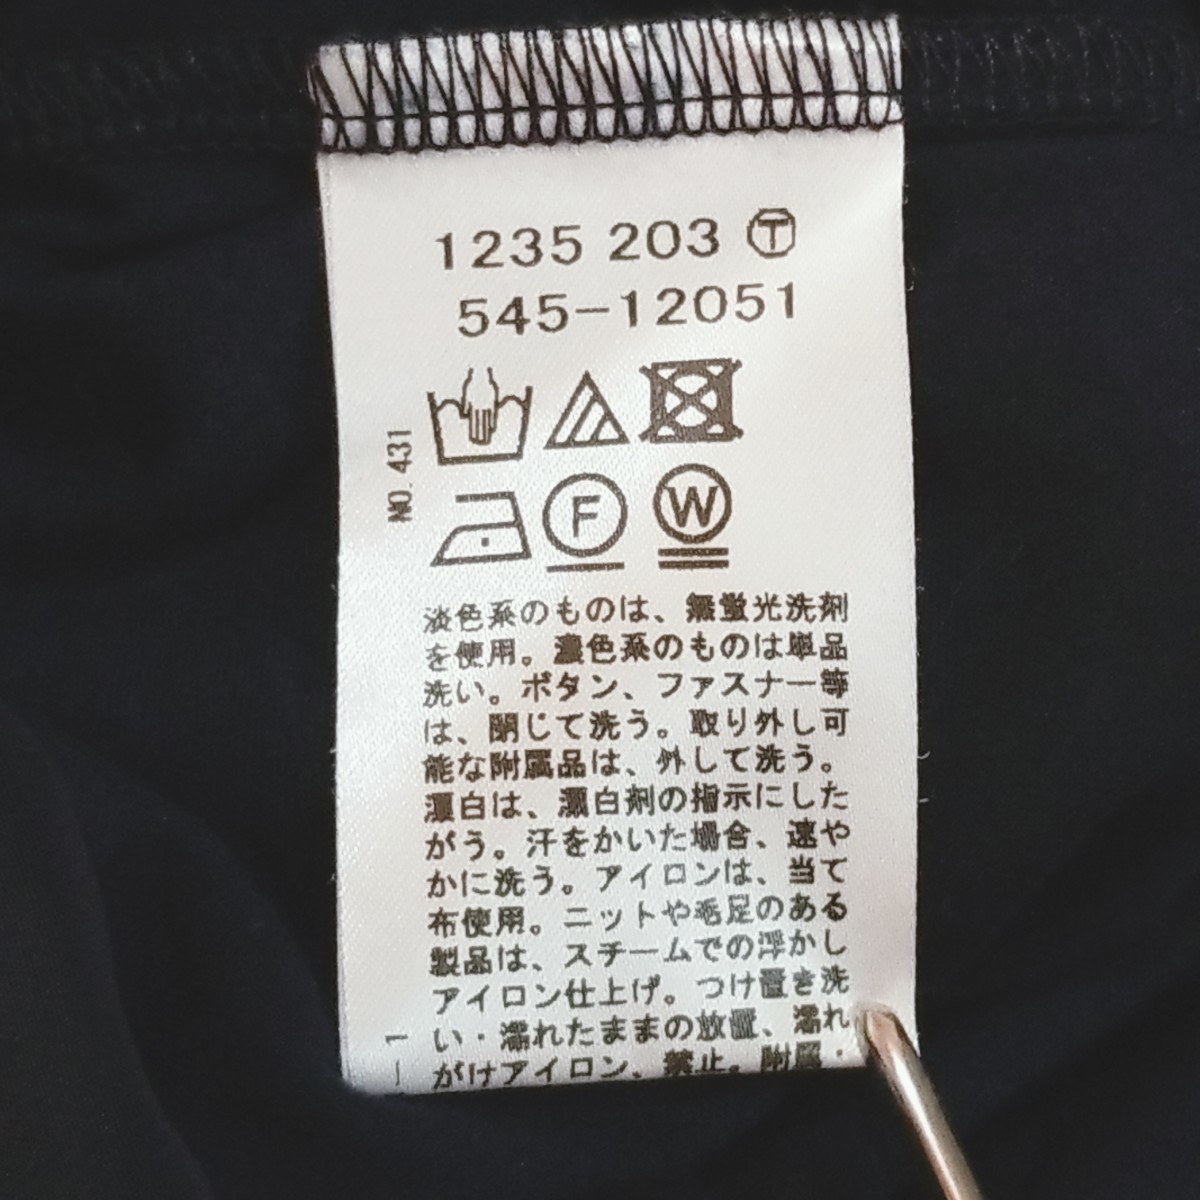 1235 203 Ⓣ
545-12051
NO. 431
F W
淡色系のものは、無蛍光洗剤
を使用。濃色系のものは単品
洗い。ボタン、ファスナー等
は、閉じて洗う。取り外し可
能な附属品は、外して洗う。
漂白は、漂白剤の指示にした
がう。汗をかいた場合、速や
かに洗う。アイロンは、当て
布使用。ニットや毛足のある
製品は、スチームでの浮かし
アイロン仕上げ。つけ置き洗
い・濡れたままの放置、濡れ
がけアイロン、禁止。附属・